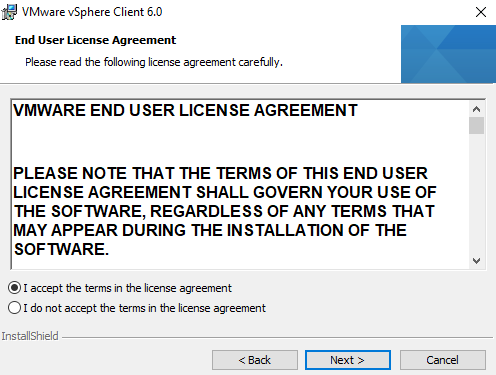 VMware vSphere Client 6.0
End User License Agreement
Please read the following license agreement carefully.
VMWARE END USER LICENSE AGREEMENT
PLEASE NOTE THAT THE TERMS OF THIS END USER
LICENSE AGREEMENT SHALL GOVERN YOUR USE OF
THE SOFTWARE, REGARDLESS OF ANY TERMS THAT
MAY APPEAR DURING THE INSTALLATION OF THE
SOFTWARE.
I accept the terms in the license agreement
I do not accept the terms in the license agreement
InstallShield
< Back Next > Cancel